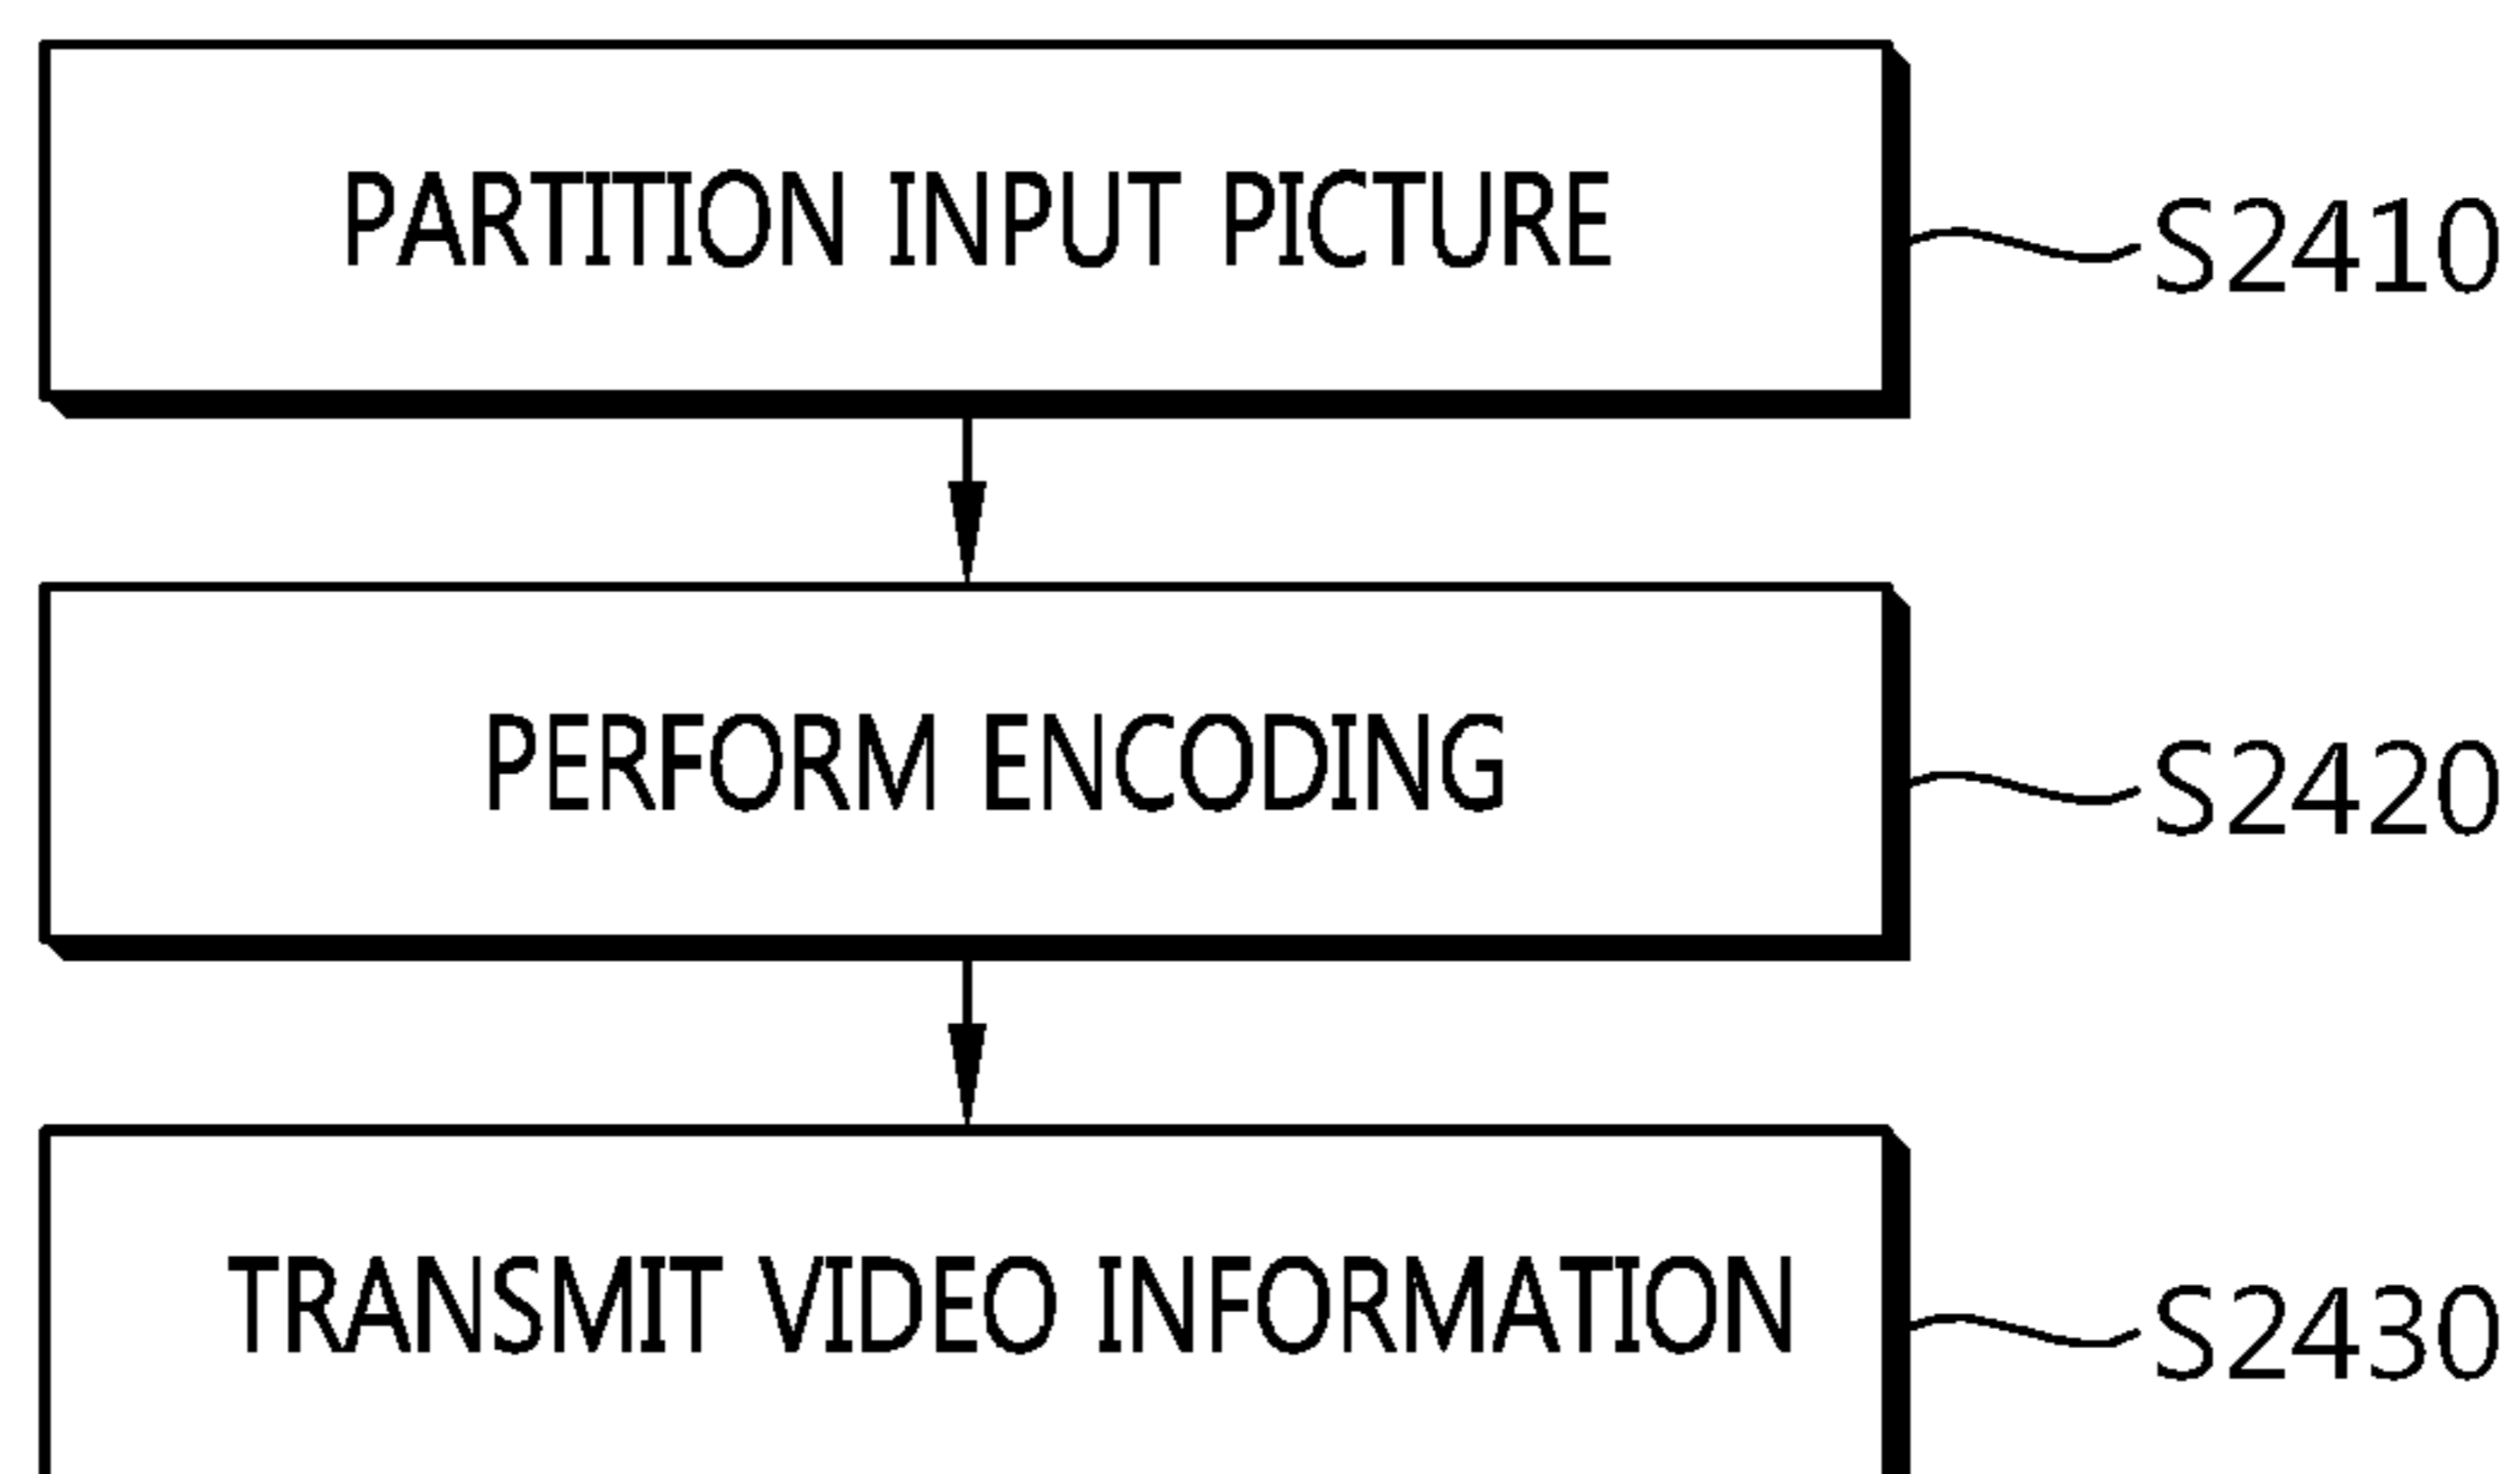 PARTITION INPUT PICTURE
S2410
PERFORM ENCODING
S2420
TRANSMIT VIDEO INFORMATION
S2430